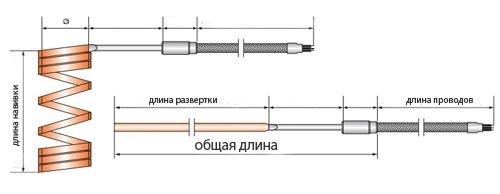 Ø
длина навивки
длина развертки
длина проводов
общая длина